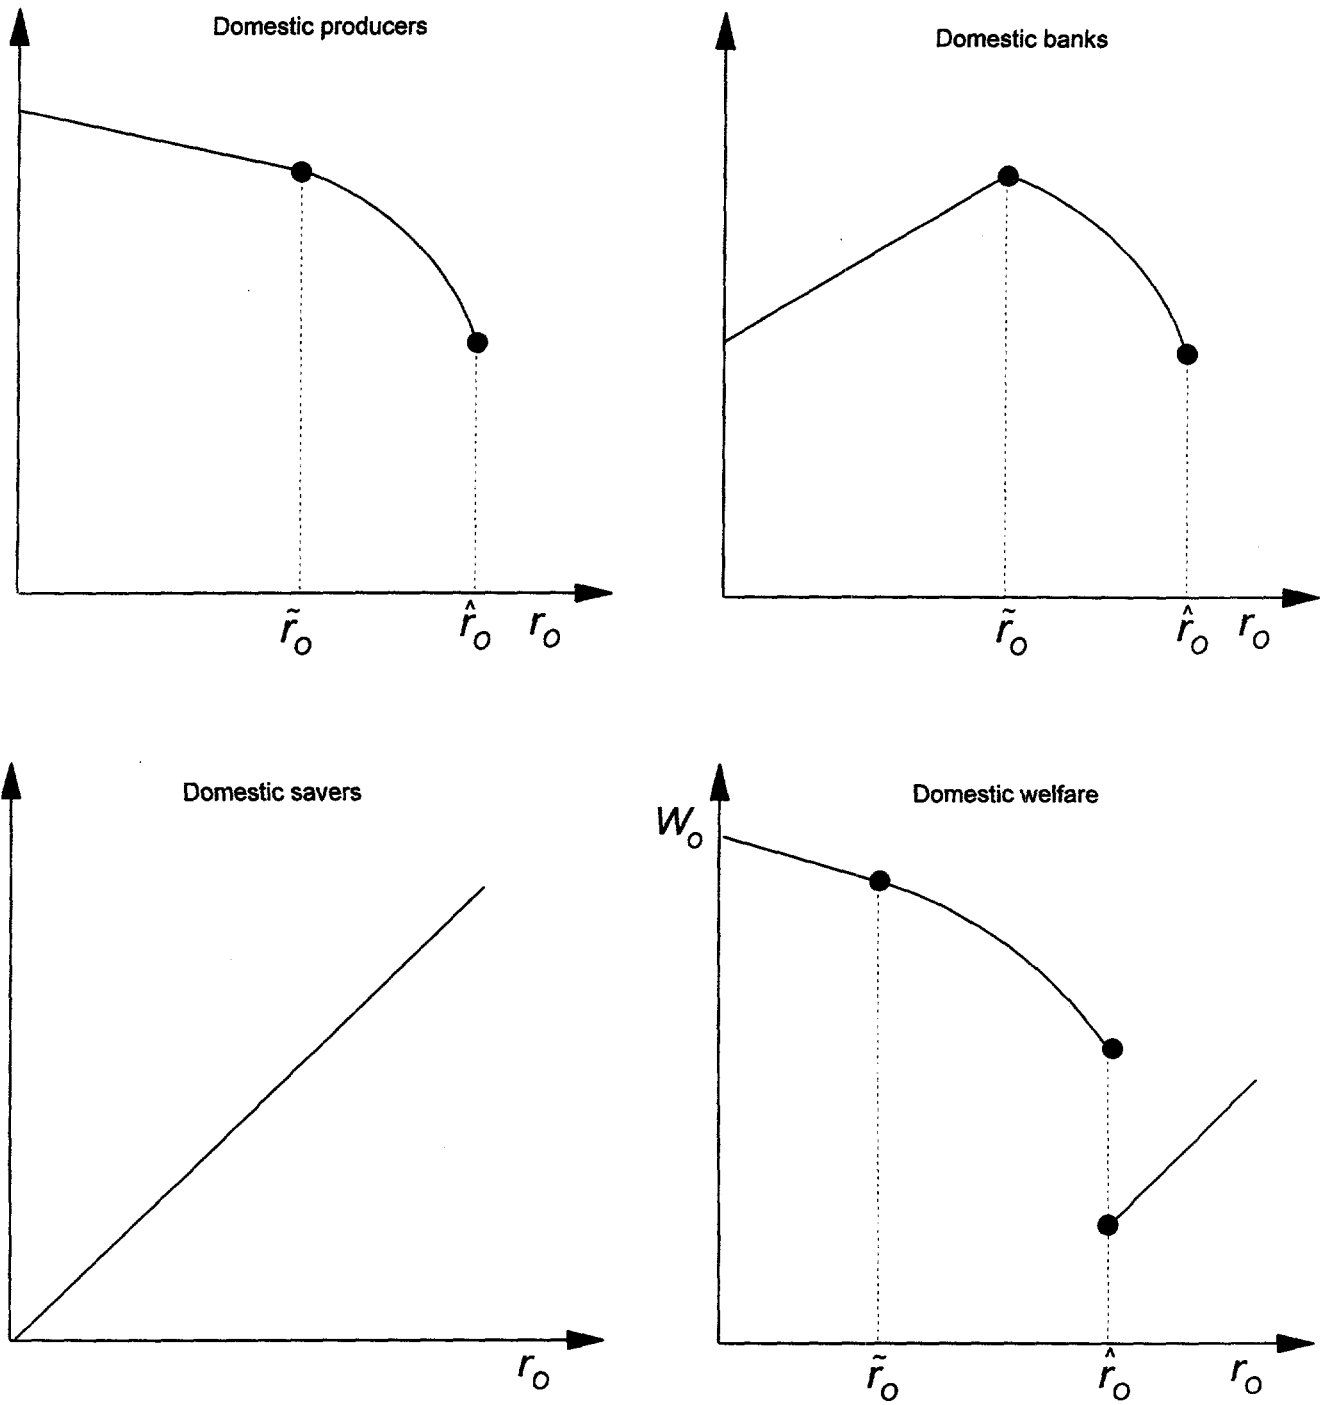 Domestic producers
r̃o r̂o ro
Domestic banks
r̃o r̂o ro
Domestic savers
ro
Domestic welfare
Wo
r̃o r̂o ro